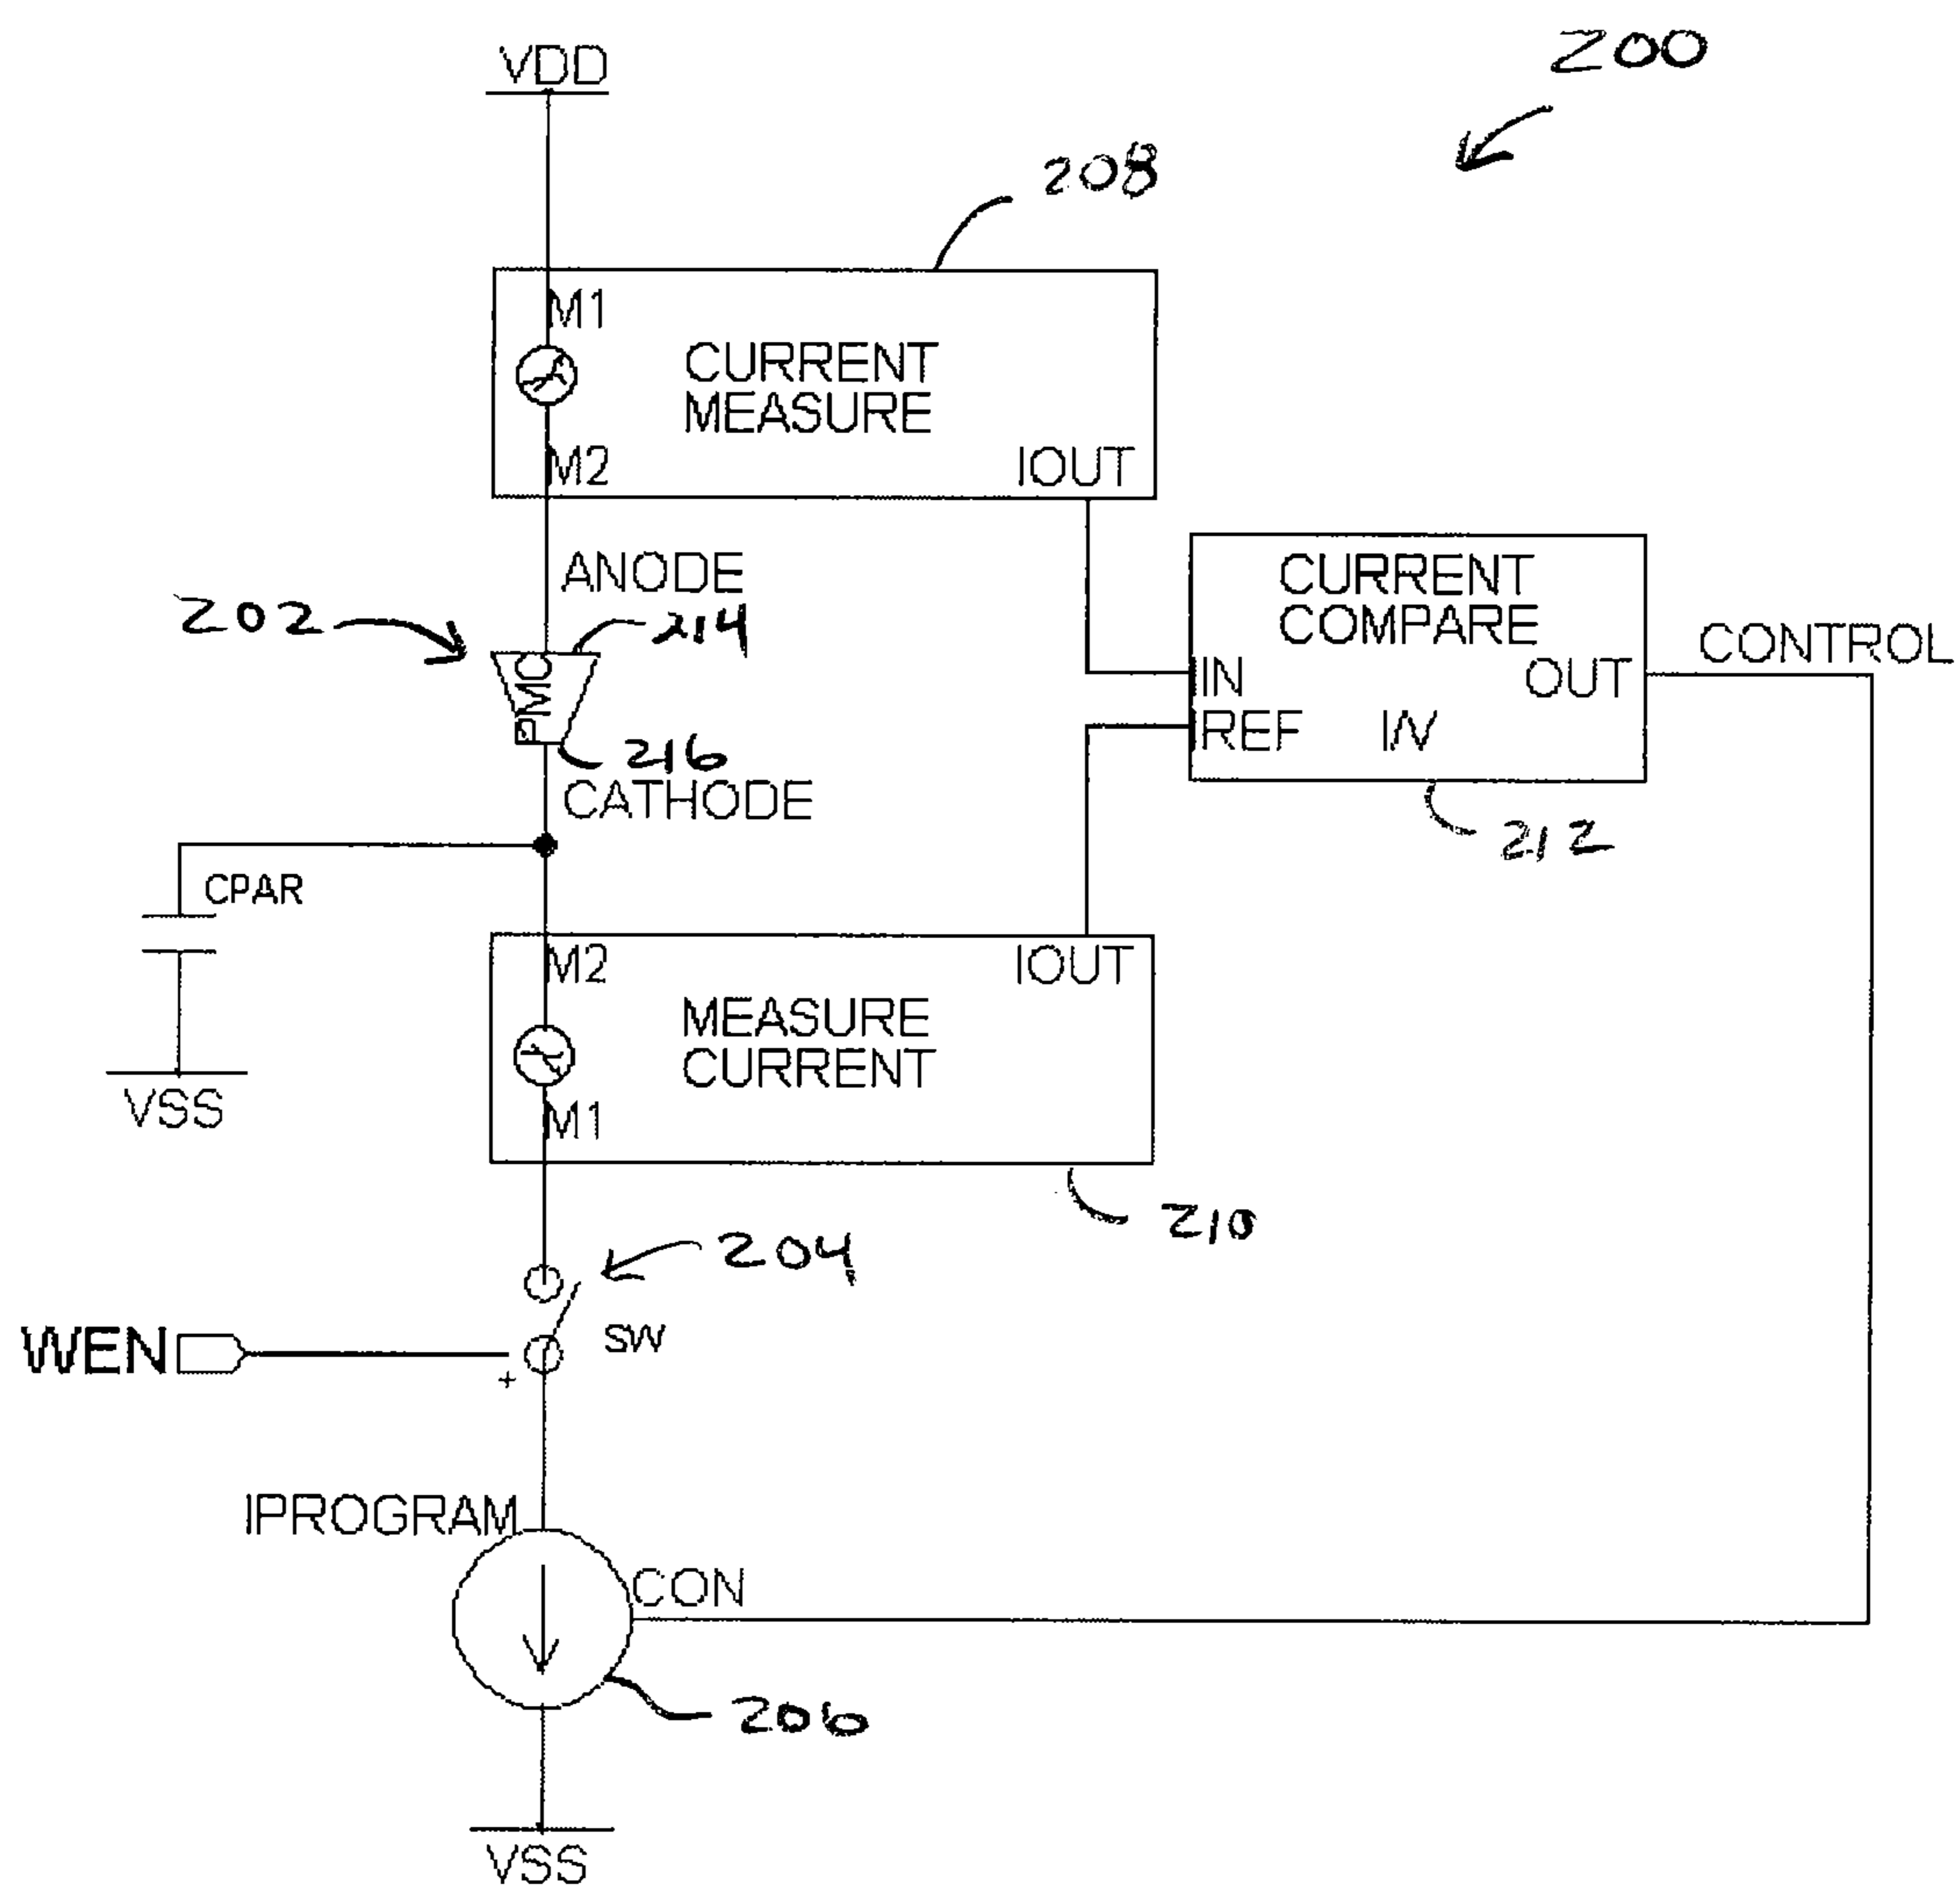 VDD
200
208
M1
CURRENT
MEASURE
M2
IOUT
ANODE
CURRENT
COMPARE
202
214
CONTROL
PMC
IN
OUT
REF
I/V
216
CATHODE
212
CPAR
M2
IOUT
MEASURE
CURRENT
VSS
M1
210
204
WEN
SW
+
IPROGRAM
CON
206
VSS